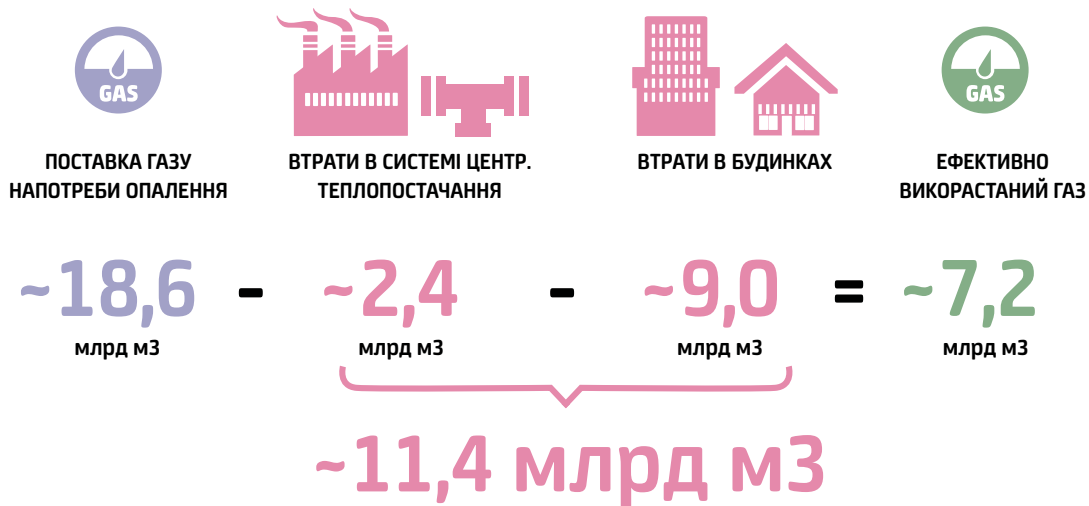 GAS
GAS
ПОСТАВКА ГАЗУ
НАПОТРЕБИ ОПАЛЕННЯ
ВТРАТИ В СИСТЕМІ ЦЕНТР.
ТЕПЛОПОСТАЧАННЯ
ВТРАТИ В БУДИНКАХ
ЕФЕКТИВНО
ВИКОРАСТАНИЙ ГАЗ
~18,6 - ~2,4 - ~9,0 = ~7,2
млрд м3 млрд м3 млрд м3 млрд м3
~11,4 млрд м3